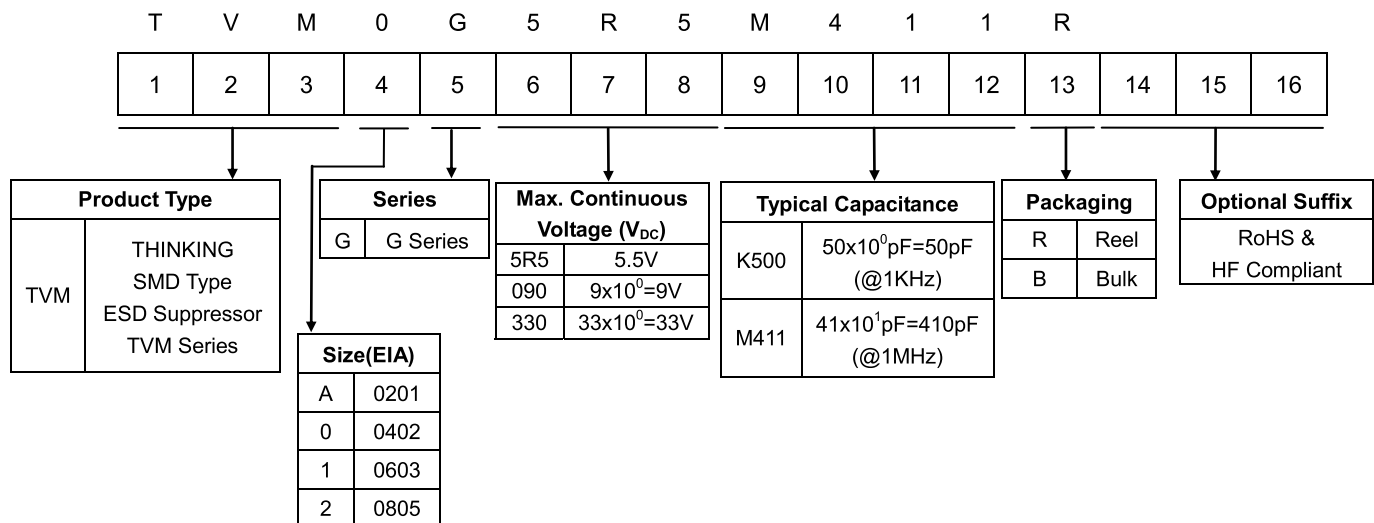 T V M 0 G 5 R 5 M 4 1 1 R
1 2 3 4 5 6 7 8 9 10 11 12 13 14 15 16
Product Type
TVM
THINKING
SMD Type
ESD Suppressor
TVM Series
Size(EIA)
A 0201
0 0402
1 0603
2 0805
Series
G G Series
Max. Continuous
Voltage (V_DC)
5R5 5.5V
090 9x10⁰=9V
330 33x10⁰=33V
Typical Capacitance
K500 50x10⁰pF=50pF
(@1KHz)
M411 41x10¹pF=410pF
(@1MHz)
Packaging
R Reel
B Bulk
Optional Suffix
RoHS &
HF Compliant